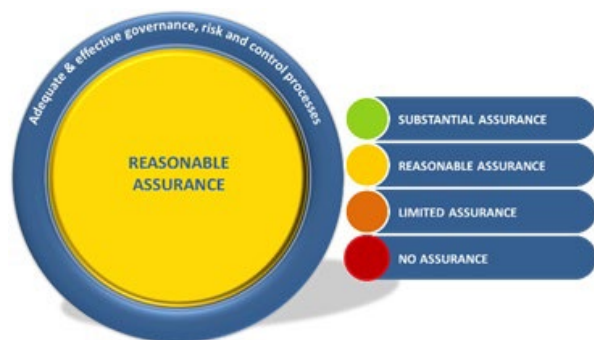 Adequate & effective governance, risk and control processes
REASONABLE
ASSURANCE
SUBSTANTIAL ASSURANCE
REASONABLE ASSURANCE
LIMITED ASSURANCE
NO ASSURANCE